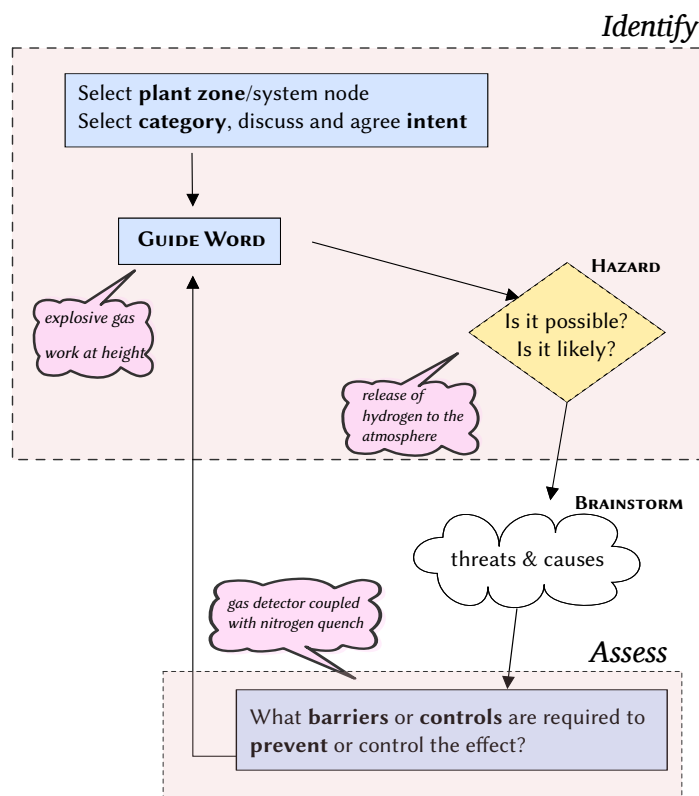 Identify
Select plant zone/system node
Select category, discuss and agree intent
GUIDE WORD
explosive gas
work at height
HAZARD
Is it possible?
Is it likely?
release of
hydrogen to the
atmosphere
BRAINSTORM
threats & causes
gas detector coupled
with nitrogen quench
Assess
What barriers or controls are required to
prevent or control the effect?